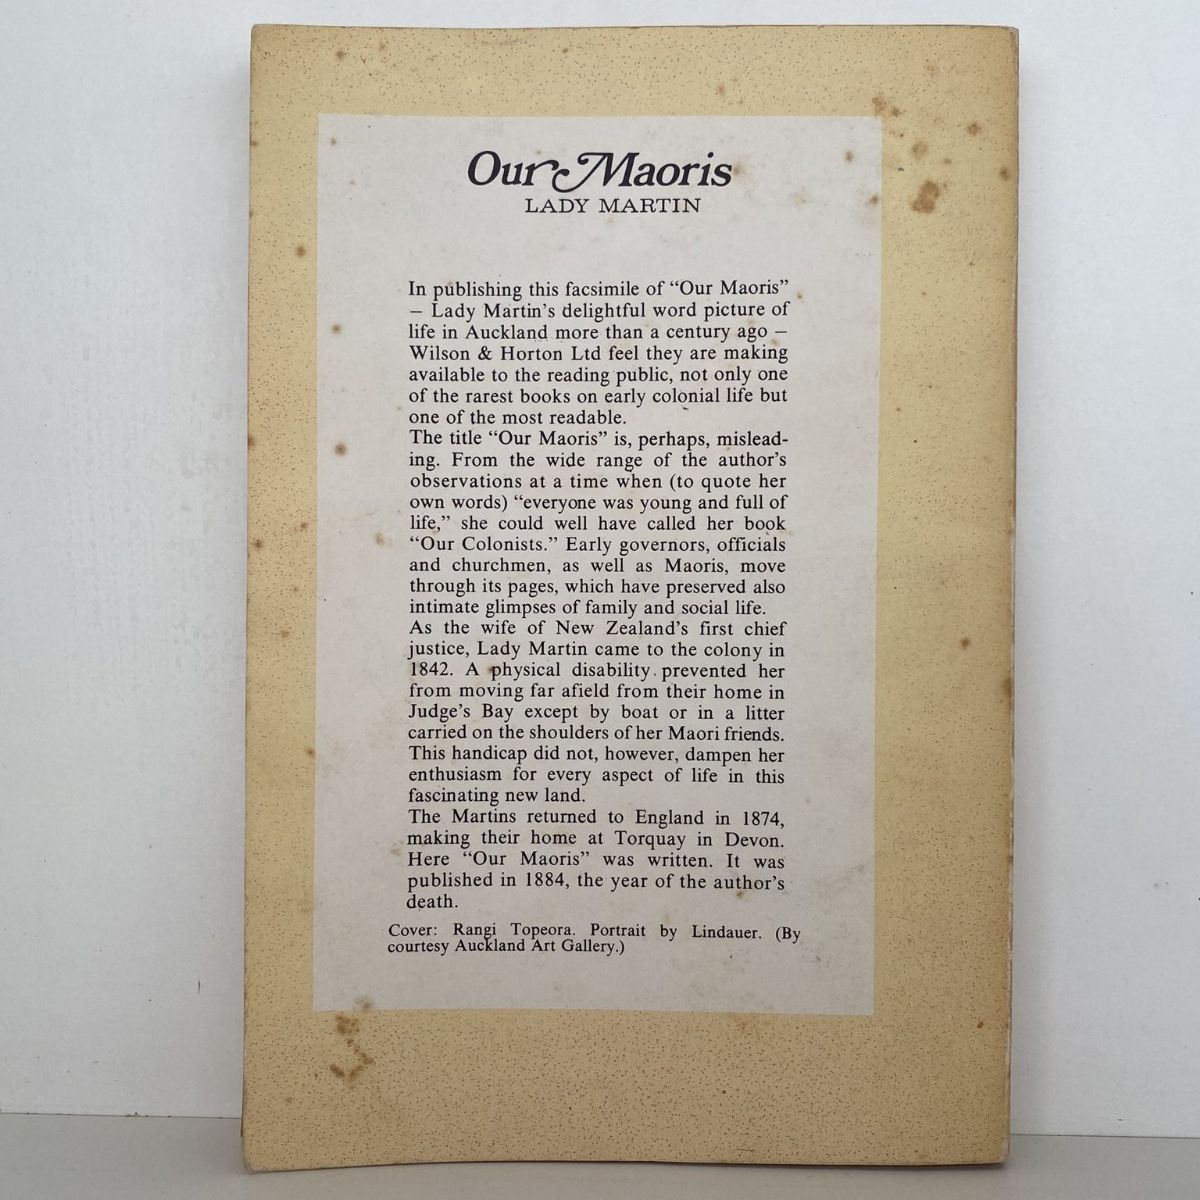 Our Maoris
LADY MARTIN
In publishing this facsimile of “Our Maoris”
– Lady Martin’s delightful word picture of
life in Auckland more than a century ago –
Wilson & Horton Ltd feel they are making
available to the reading public, not only one
of the rarest books on early colonial life but
one of the most readable.
The title “Our Maoris” is, perhaps, mislead-
ing. From the wide range of the author’s
observations at a time when (to quote her
own words) “everyone was young and full of
life,” she could well have called her book
“Our Colonists.” Early governors, officials
and churchmen, as well as Maoris, move
through its pages, which have preserved also
intimate glimpses of family and social life.
As the wife of New Zealand’s first chief
justice, Lady Martin came to the colony in
1842. A physical disability prevented her
from moving far afield from their home in
Judge’s Bay except by boat or in a litter
carried on the shoulders of her Maori friends.
This handicap did not, however, dampen her
enthusiasm for every aspect of life in this
fascinating new land.
The Martins returned to England in 1874,
making their home at Torquay in Devon.
Here “Our Maoris” was written. It was
published in 1884, the year of the author’s
death.
Cover: Rangi Topeora. Portrait by Lindauer. (By
courtesy Auckland Art Gallery.)